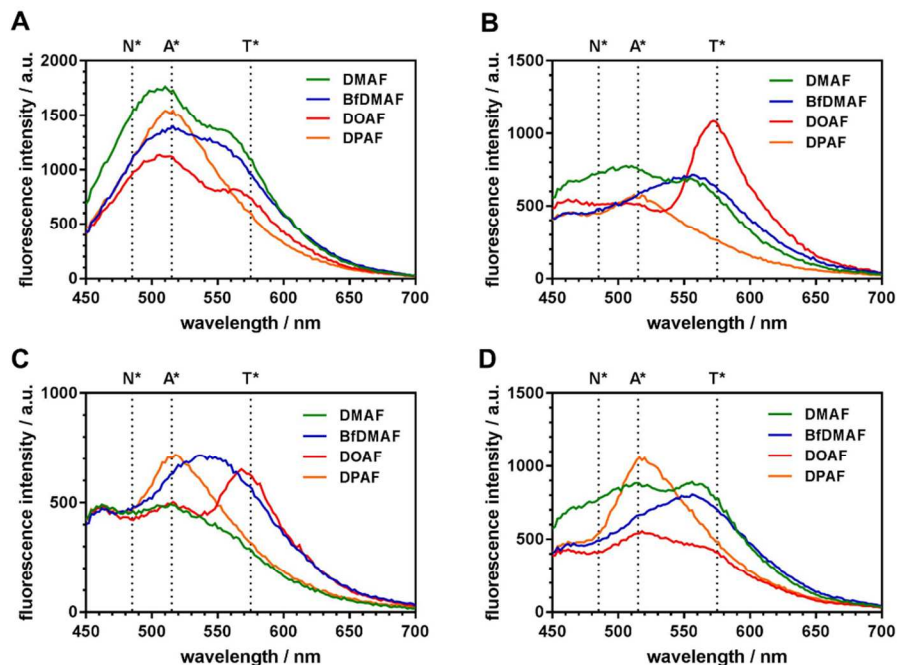 A
N* A* T*
2000
1500
1000
500
0
fluorescence intensity / a.u.
DMAF
BfDMAF
DOAF
DPAF
450 500 550 600 650 700
wavelength / nm
B
N* A* T*
1500
1000
500
0
fluorescence intensity / a.u.
DMAF
BfDMAF
DOAF
DPAF
450 500 550 600 650 700
wavelength / nm
C
N* A* T*
1000
500
0
fluorescence intensity / a.u.
DMAF
BfDMAF
DOAF
DPAF
450 500 550 600 650 700
wavelength / nm
D
N* A* T*
1500
1000
500
0
fluorescence intensity / a.u.
DMAF
BfDMAF
DOAF
DPAF
450 500 550 600 650 700
wavelength / nm